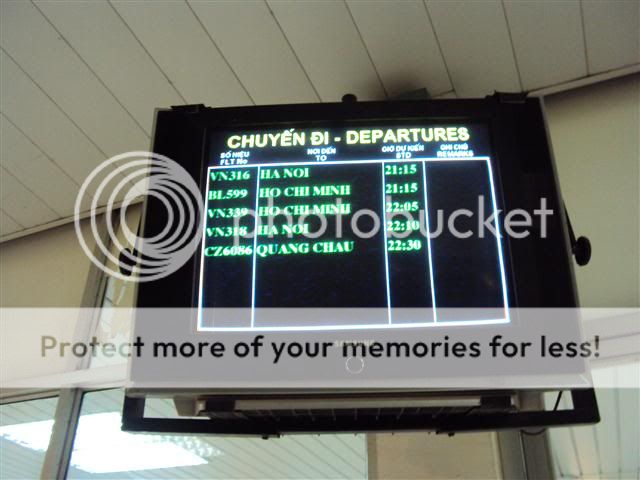 CHUYẾN ĐI - DEPARTURES
SỐ HIỆU NƠI ĐẾN GIỜ DỰ KIẾN GHI CHÚ
FLT No TO STD REMARKS
VN316 HA NOI 21:15
BL599 HO CHI MINH 21:15
VN339 HO CHI MINH 22:05
VN318 HA NOI 22:10
CZ6086 QUANG CHAU 22:30
photobucket
Protect more of your memories for less!
SAMSUNG